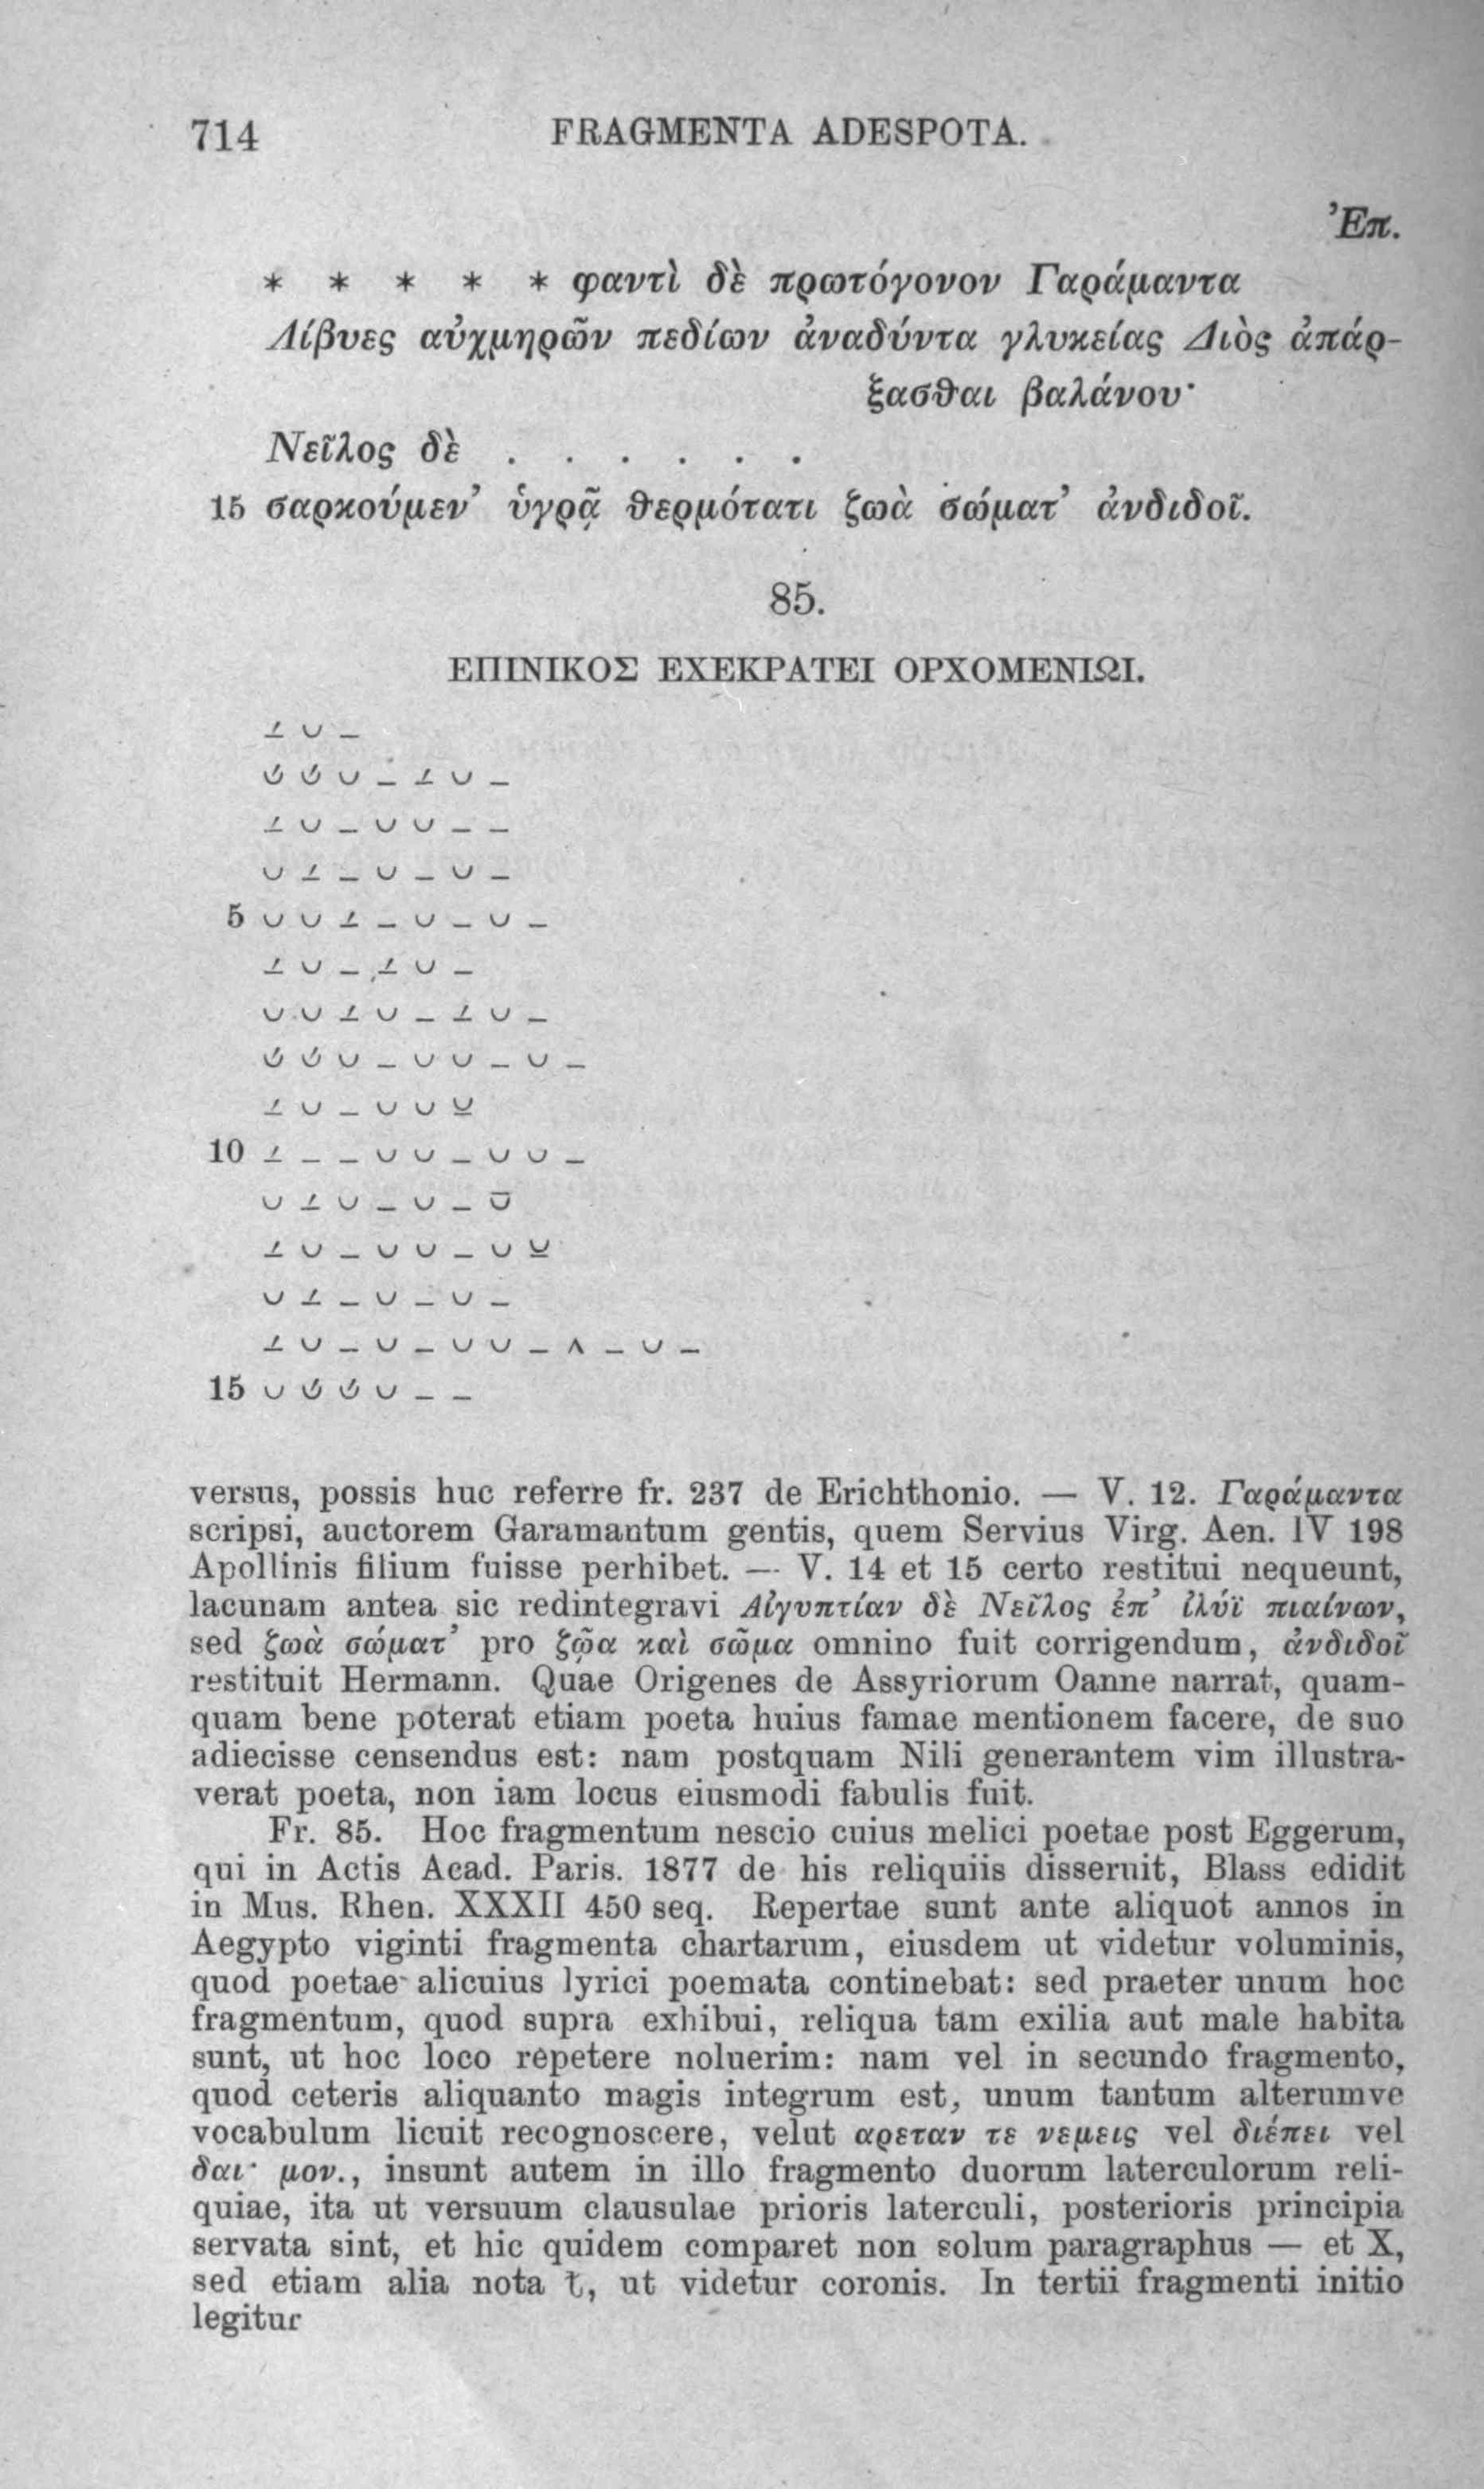 714 FRAGMENTA ADESPOTA.
Ἐπ.
* * * * * φαντὶ δὲ πρωτόγονον Γαράμαντα
Λίβυες αὐχμηρῶν πεδίων ἀναδύντα γλυκείας Διὸς ἀπάρ-
ξασθαι βαλάνου·
Νεῖλος δὲ . . . . . .
15 σαρκούμεν’ ὑγρᾷ θερμότατι ζωὰ σώματ’ ἀνδιδοῖ.
85.
ΕΠΙΝΙΚΟΣ ΕΧΕΚΡΑΤΕΙ ΟΡΧΟΜΕΝΙΩΙ.
–́ ∪ –
∪́ ∪́ ∪ – –́ ∪ –
–́ ∪ – ∪ ∪ – –
∪ –́ – ∪ – ∪ –
5 ∪ ∪ –́ – ∪ – ∪ –
–́ ∪ – –́ ∪ –
∪ ∪ –́ ∪ – –́ ∪ –
∪́ ∪́ ∪ – ∪ ∪ – ∪ –
–́ ∪ – ∪ ∪ ⊻
10 –́ – – ∪ ∪ – ∪ ∪ –
∪ –́ ∪ – ∪ – ∪̅
–́ ∪ – ∪ ∪ – ∪ ⊻
∪ –́ – ∪ – ∪ –
–́ ∪ – ∪ – ∪ ∪ – ∧ – ∪ –
15 ∪ ∪́ ∪́ ∪ – –
versus, possis huc referre fr. 237 de Erichthonio. — V. 12. Γαράμαντα
scripsi, auctorem Garamantum gentis, quem Servius Virg. Aen. IV 198
Apollinis filium fuisse perhibet. — V. 14 et 15 certo restitui nequeunt,
lacunam antea sic redintegravi Αἰγυπτίαν δὲ Νεῖλος ἐπ’ ἰλύϊ πιαίνων,
sed ζωὰ σώματ’ pro ζῷα καὶ σῶμα omnino fuit corrigendum, ἀνδιδοῖ
restituit Hermann. Quae Origenes de Assyriorum Oanne narrat, quam-
quam bene poterat etiam poeta huius famae mentionem facere, de suo
adiecisse censendus est: nam postquam Nili generantem vim illustra-
verat poeta, non iam locus eiusmodi fabulis fuit.
Fr. 85. Hoc fragmentum nescio cuius melici poetae post Eggerum,
qui in Actis Acad. Paris. 1877 de his reliquiis disseruit, Blass edidit
in Mus. Rhen. XXXII 450 seq. Repertae sunt ante aliquot annos in
Aegypto viginti fragmenta chartarum, eiusdem ut videtur voluminis,
quod poetae alicuius lyrici poemata continebat: sed praeter unum hoc
fragmentum, quod supra exhibui, reliqua tam exilia aut male habita
sunt, ut hoc loco repetere noluerim: nam vel in secundo fragmento,
quod ceteris aliquanto magis integrum est, unum tantum alterumve
vocabulum licuit recognoscere, velut αρεταν τε νεμεις vel διέπει vel
δαι· μον., insunt autem in illo fragmento duorum laterculorum reli-
quiae, ita ut versuum clausulae prioris laterculi, posterioris principia
servata sint, et hic quidem comparet non solum paragraphus — et X,
sed etiam alia nota ꞇ, ut videtur coronis. In tertii fragmenti initio
legitur